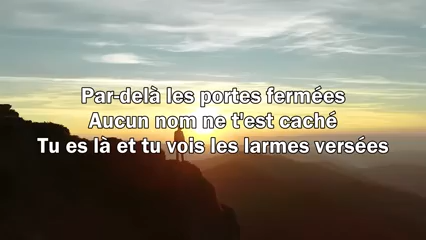 Par-delà les portes fermées
Aucun nom ne t'est caché
Tu es là et tu vois les larmes versées